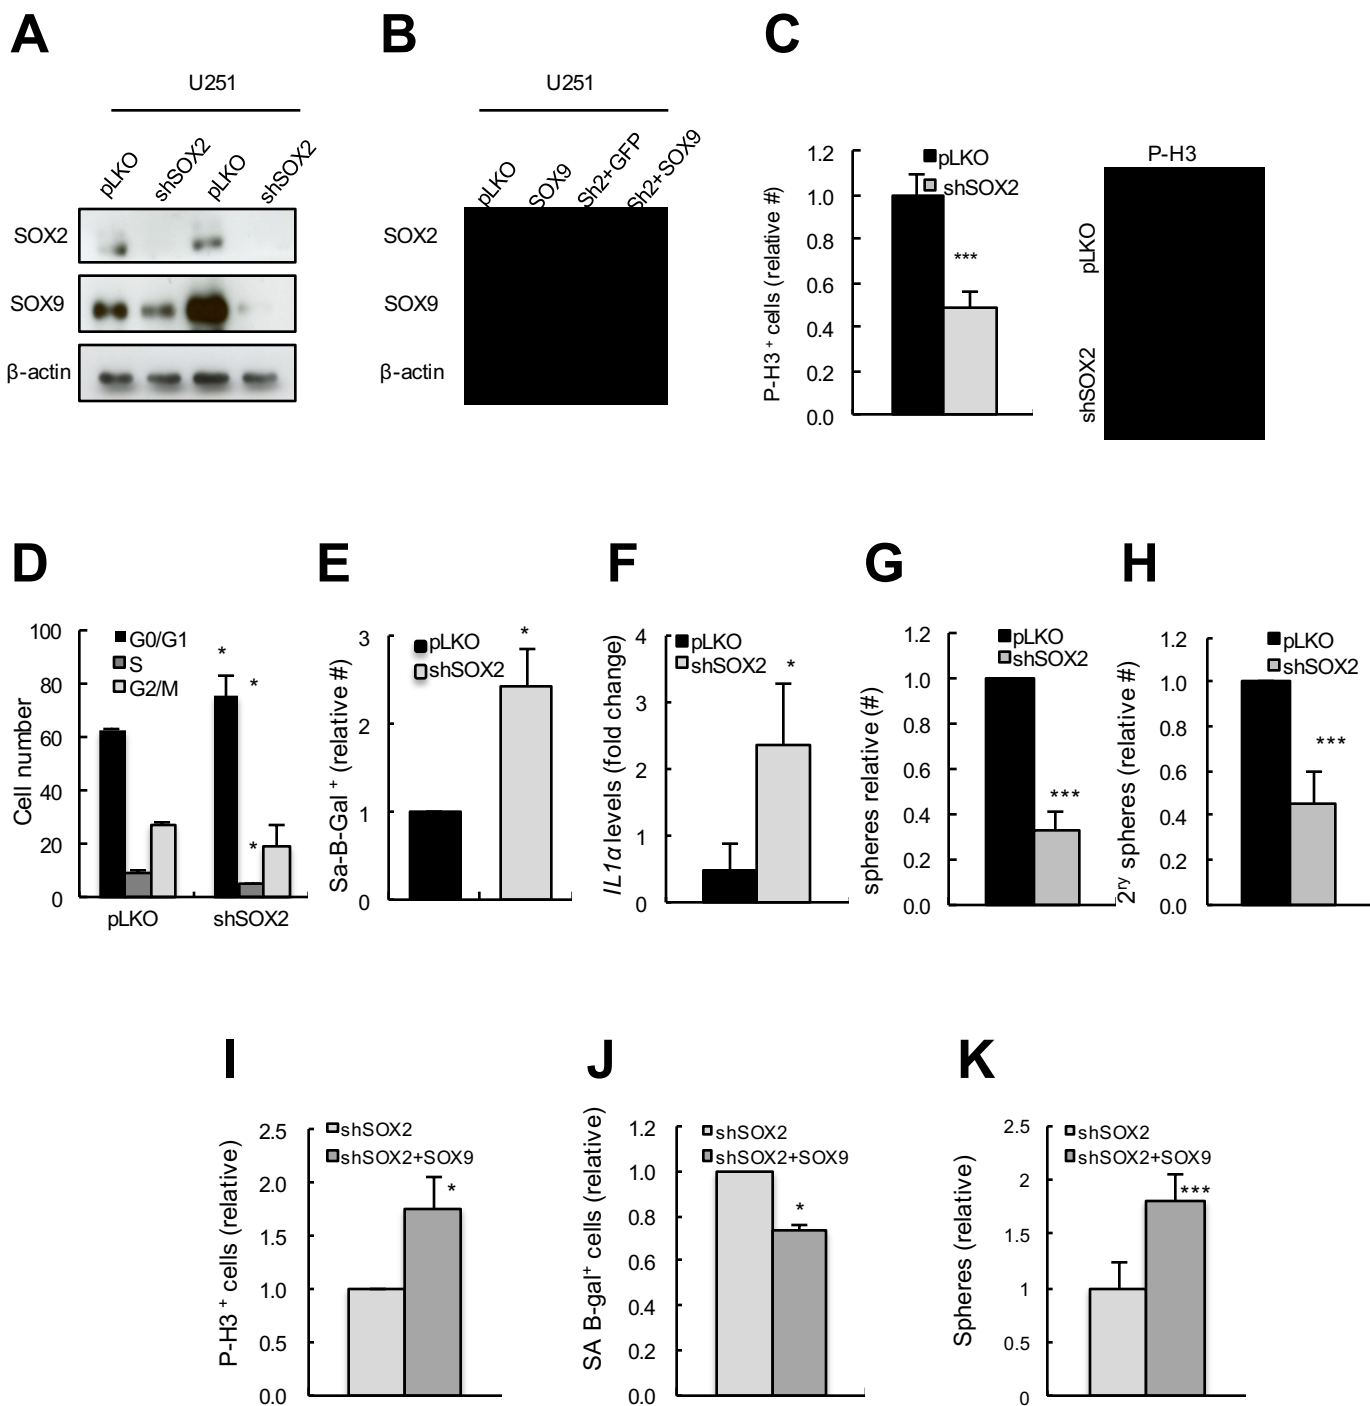 A
U251
pLKO
shSOX2
pLKO
shSOX2
SOX2
SOX9
β-actin
B
U251
pLKO
SOX9
Sh2+GFP
Sh2+SOX9
SOX2
SOX9
β-actin
C
P-H3 + cells (relative #)
1.2
1.0
0.8
0.6
0.4
0.2
0.0
pLKO
shSOX2
***
P-H3
pLKO
shSOX2
D
Cell number
100
80
60
40
20
0
G0/G1
S
G2/M
*
*
*
pLKO
shSOX2
E
Sa-B-Gal + (relative #)
3
2
1
0
pLKO
shSOX2
*
F
IL1α levels (fold change)
4
3
2
1
0
pLKO
shSOX2
*
G
spheres relative (#)
1.2
1.0
0.8
0.6
0.4
0.2
0.0
pLKO
shSOX2
***
H
2ry spheres (relative #)
1.2
1.0
0.8
0.6
0.4
0.2
0.0
pLKO
shSOX2
***
I
P-H3 + cells (relative)
2.5
2.0
1.5
1.0
0.5
0.0
shSOX2
shSOX2+SOX9
*
J
SA B-gal+ cells (relative)
1.2
1.0
0.8
0.6
0.4
0.2
0.0
shSOX2
shSOX2+SOX9
*
K
Spheres (relative)
2.5
2
1.5
1
0.5
0
shSOX2
shSOX2+SOX9
***